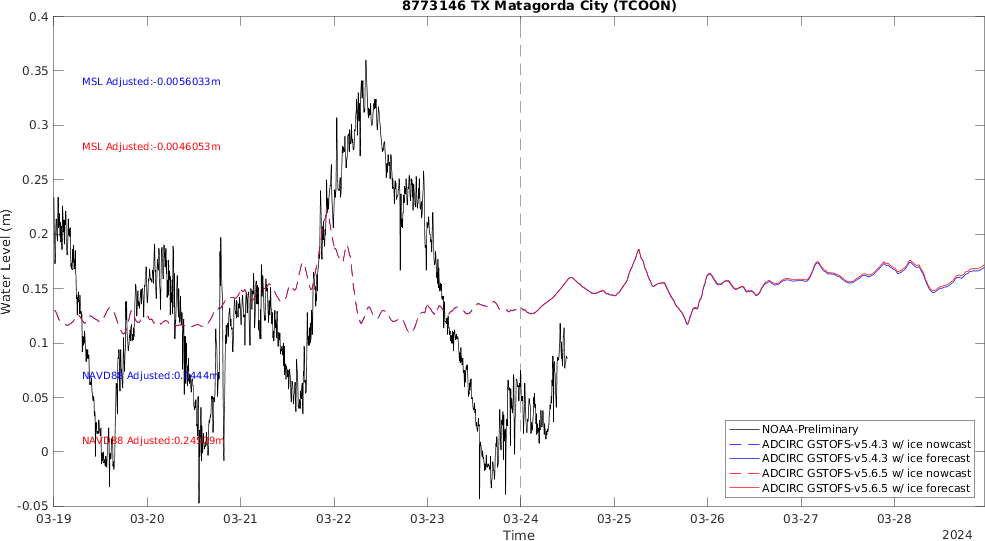 8773146 TX Matagorda City (TCOON)
0.4
0.35
0.3
0.25
0.2
0.15
0.1
0.05
0
-0.05
Water Level (m)
MSL Adjusted:-0.0056033m
MSL Adjusted:-0.0046053m
NAVD88
NAVD88
NOAA-Preliminary
ADCIRC GSTOFS-v5.4.3 w/ ice nowcast
ADCIRC GSTOFS-v5.4.3 w/ ice forecast
ADCIRC GSTOFS-v5.6.5 w/ ice nowcast
ADCIRC GSTOFS-v5.6.5 w/ ice forecast
03-19 03-20 03-21 03-22 03-23 03-24 03-25 03-26 03-27 03-28
Time
2024